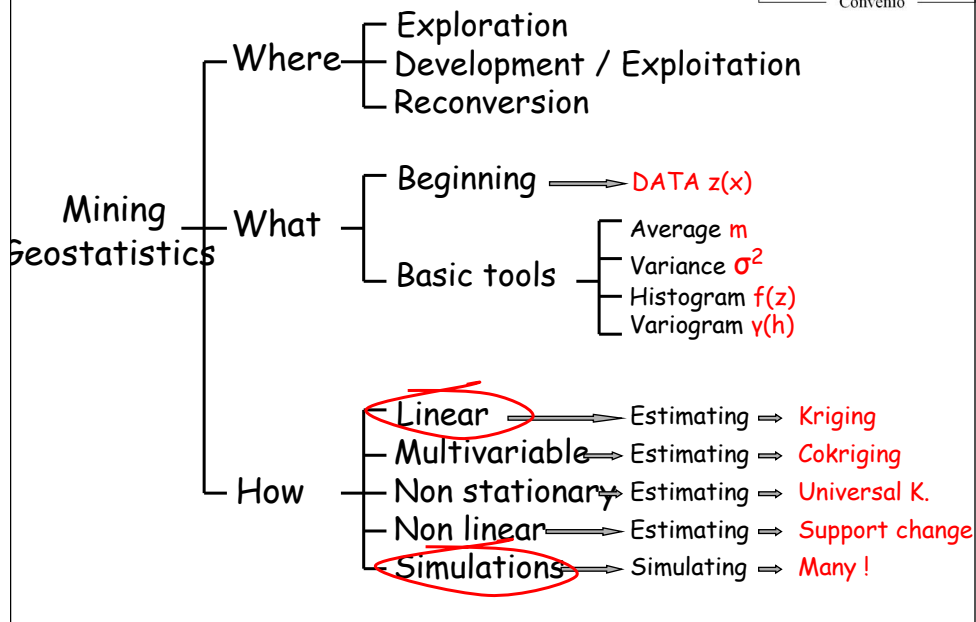 Convenio
Exploration
Where
Development / Exploitation
Reconversion
Mining
Geostatistics
What
Beginning
DATA z(x)
Basic tools
Average m
Variance σ²
Histogram f(z)
Variogram γ(h)
How
Linear Estimating Kriging
Multivariable Estimating Cokriging
Non stationary Estimating Universal K.
Non linear Estimating Support change
Simulations Simulating Many !